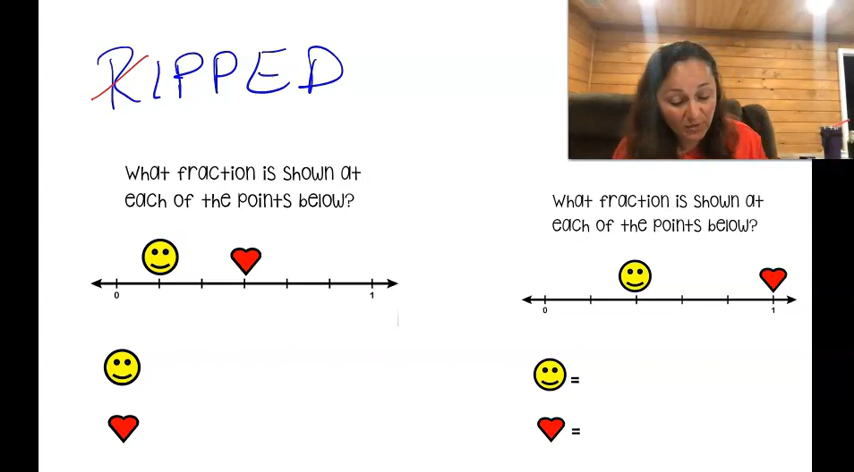 RIPPED
What fraction is shown at
each of the points below?
0 1
What fraction is shown at
each of the points below?
0 1
=
=